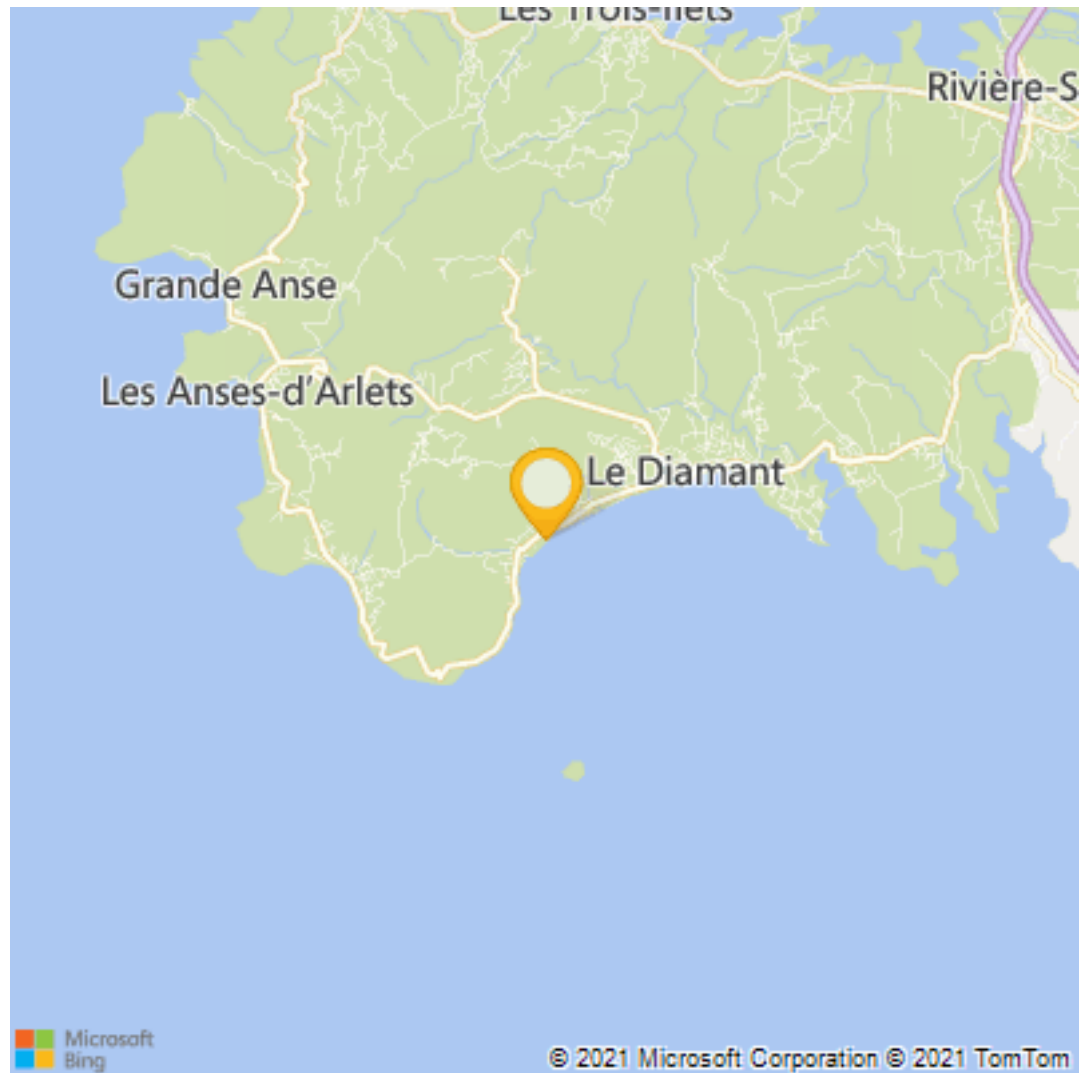 Les Trois-Îlets
Rivière-S
Grande Anse
Les Anses-d'Arlets
Le Diamant
Microsoft
Bing
© 2021 Microsoft Corporation © 2021 TomTom